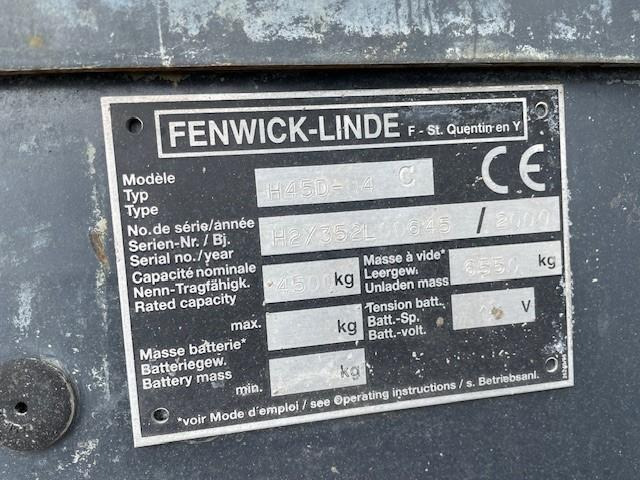 FENWICK-LINDE F - St. Quentin en Y
Modèle
Typ
Type
H45D-04 C
CE
No. de série/année
Serien-Nr. / Bj.
Serial no./year
H2X352L00645 / 2000
Capacité nominale
Nenn-Tragfähigk.
Rated capacity
4500 kg
Masse à vide*
Leergew.
Unladen mass
6550 kg
max. kg
Tension batt.
Batt.-Sp.
Batt.-volt.
V
Masse batterie*
Batteriegew.
Battery mass
min. kg
*voir Mode d'emploi / see Operating instructions / s. Betriebsanl.